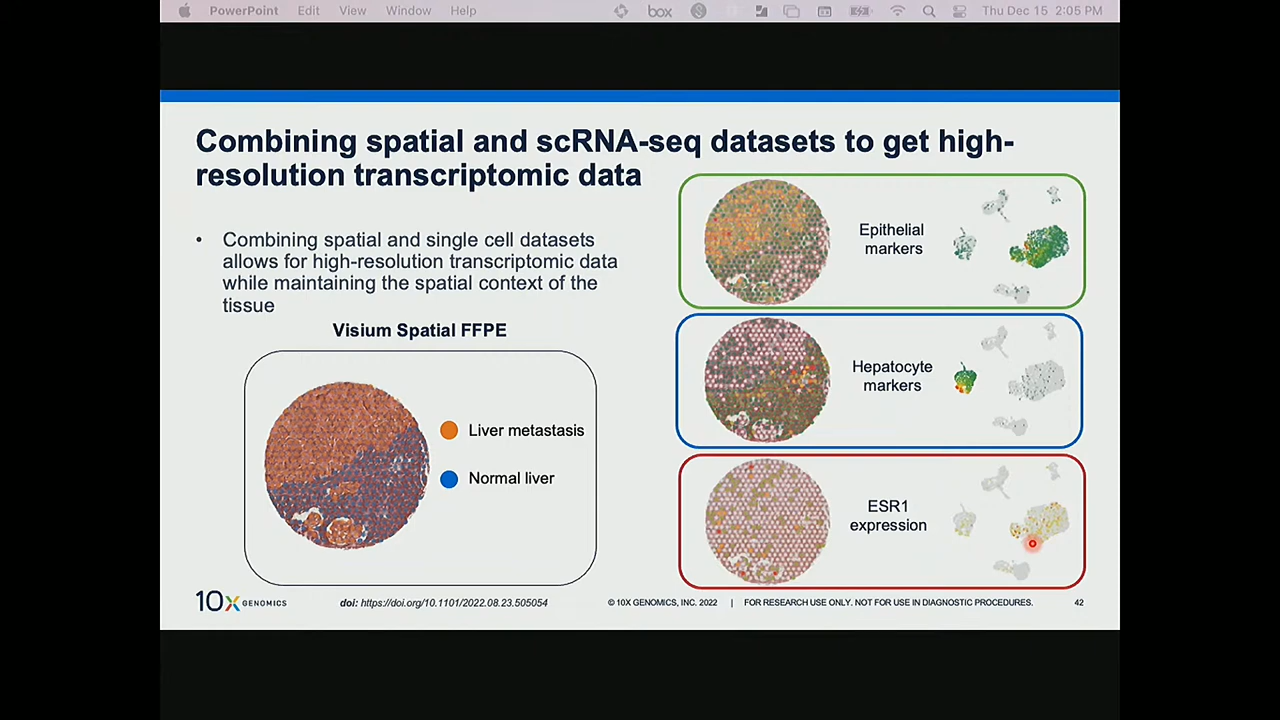 PowerPoint Edit View Window Help box Thu Dec 15 2:05 PM
Combining spatial and scRNA-seq datasets to get high-
resolution transcriptomic data
• Combining spatial and single cell datasets
allows for high-resolution transcriptomic data
while maintaining the spatial context of the
tissue
Visium Spatial FFPE
Liver metastasis
Normal liver
Epithelial
markers
Hepatocyte
markers
ESR1
expression
10X GENOMICS
doi: https://doi.org/10.1101/2022.08.23.505054
© 10X GENOMICS, INC. 2022 | FOR RESEARCH USE ONLY. NOT FOR USE IN DIAGNOSTIC PROCEDURES.
42